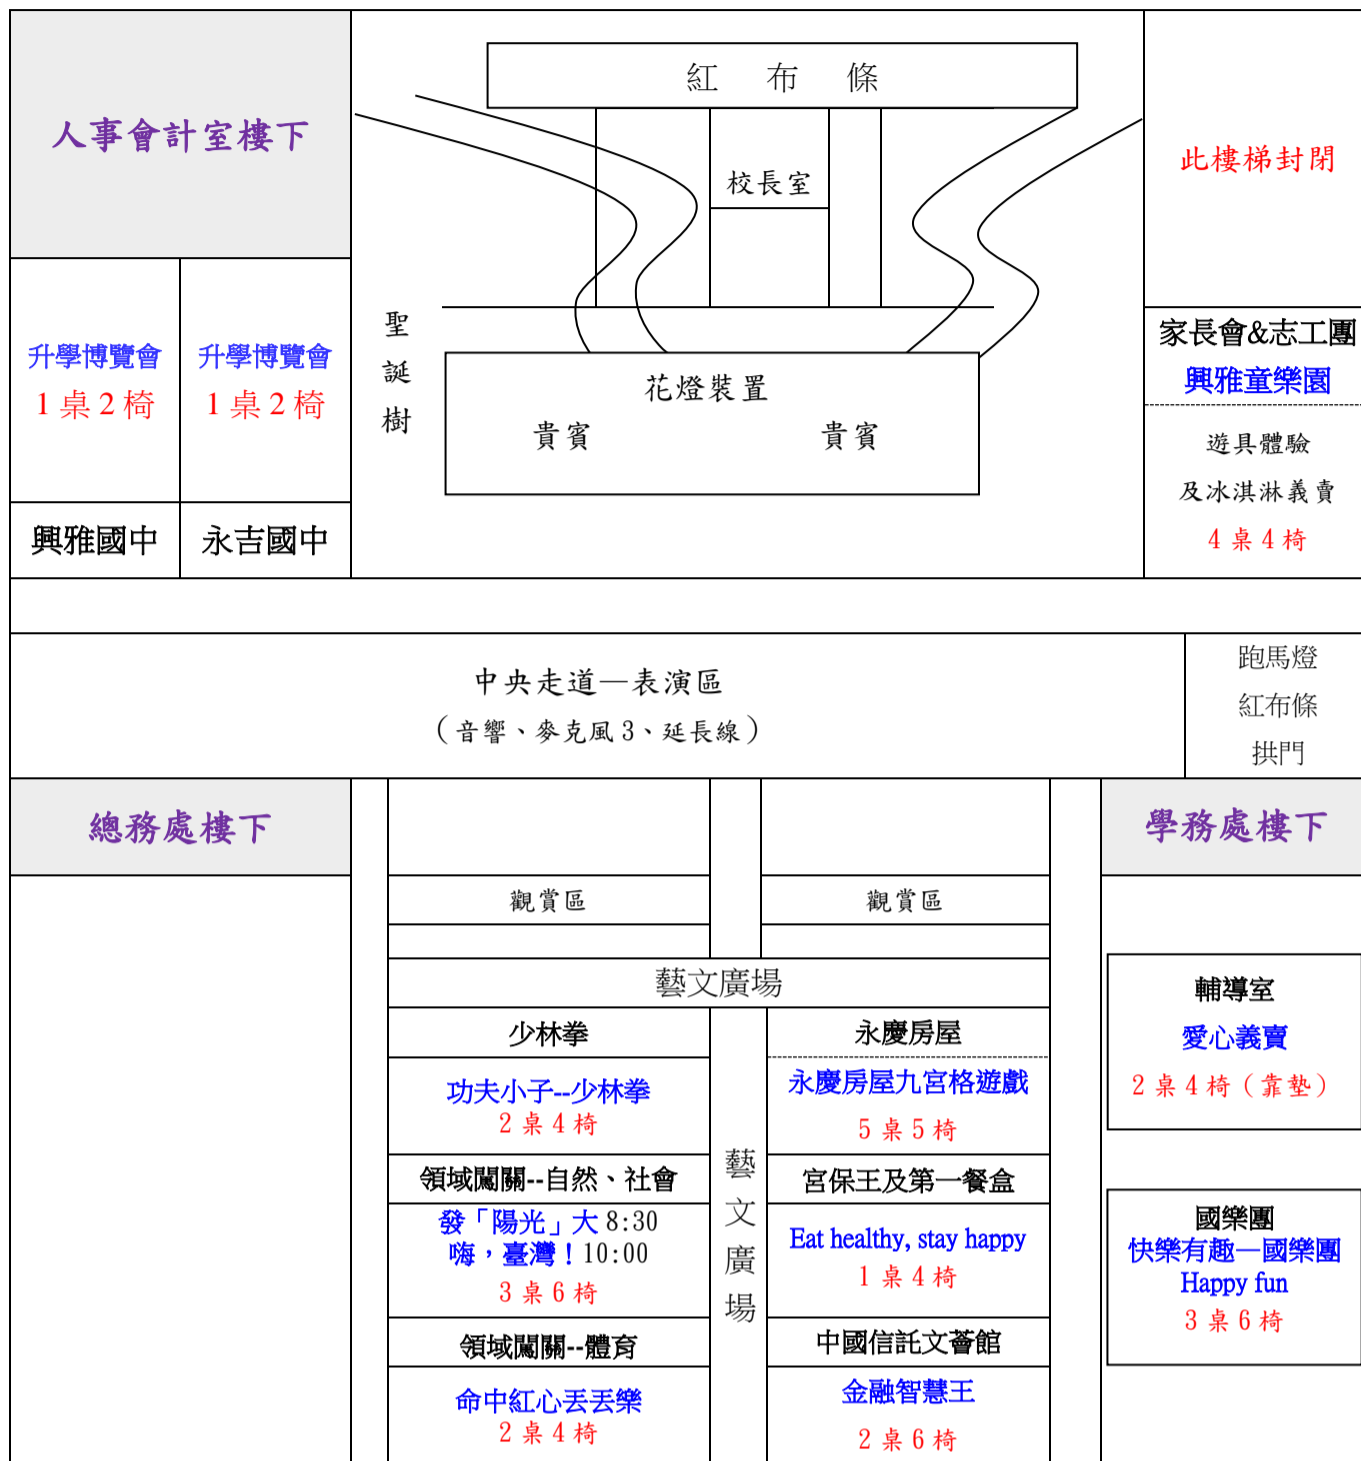 人事會計室樓下
紅 布 條
校長室
此樓梯封閉
升學博覽會
1 桌 2 椅
興雅國中
升學博覽會
1 桌 2 椅
永吉國中
聖誕樹
花燈裝置
貴賓 貴賓
家長會&志工團
興雅童樂園
遊具體驗
及冰淇淋義賣
4 桌 4 椅
中央走道—表演區
（音響、麥克風 3、延長線）
跑馬燈
紅布條
拱門
總務處樓下
學務處樓下
觀賞區
觀賞區
藝文廣場
少林拳
功夫小子--少林拳
2 桌 4 椅
領域闖關--自然、社會
發「陽光」大 8:30
嗨，臺灣！10:00
3 桌 6 椅
領域闖關--體育
命中紅心丟丟樂
2 桌 4 椅
藝文廣場
永慶房屋
永慶房屋九宮格遊戲
5 桌 5 椅
宮保王及第一餐盒
Eat healthy, stay happy
1 桌 4 椅
中國信託文薈館
金融智慧王
2 桌 6 椅
輔導室
愛心義賣
2 桌 4 椅（靠墊）
國樂團
快樂有趣—國樂團
Happy fun
3 桌 6 椅